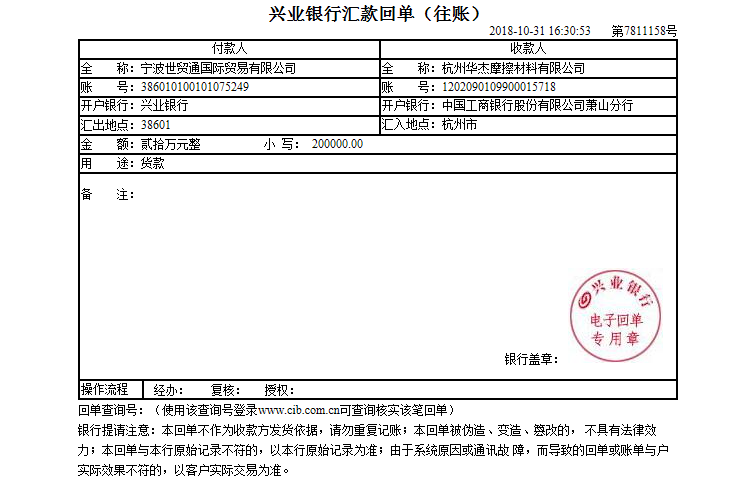 兴业银行汇款回单（往账）
2018-10-31 16:30:53 第7811158号
付款人 收款人
全 称：宁波世贸通国际贸易有限公司 全 称：杭州华杰摩擦材料有限公司
账 号：386010100101075249 账 号：1202090109900015718
开户银行：兴业银行 开户银行：中国工商银行股份有限公司萧山分行
汇出地点：38601 汇入地点：杭州市
金 额：贰拾万元整 小 写： 200000.00
用 途：货款
备 注：
兴业银行
电子回单
专用章
银行盖章：
操作流程 经办： 复核： 授权：
回单查询号：（使用该查询号登录www.cib.com.cn可查询核实该笔回单）
银行提请注意：本回单不作为收款方发货依据，请勿重复记账；本回单被伪造、变造、篡改的， 不具有法律效
力；本回单与本行原始记录不符的，以本行原始记录为准；由于系统原因或通讯故 障，而导致的回单或账单与户
实际效果不符的，以客户实际交易为准。